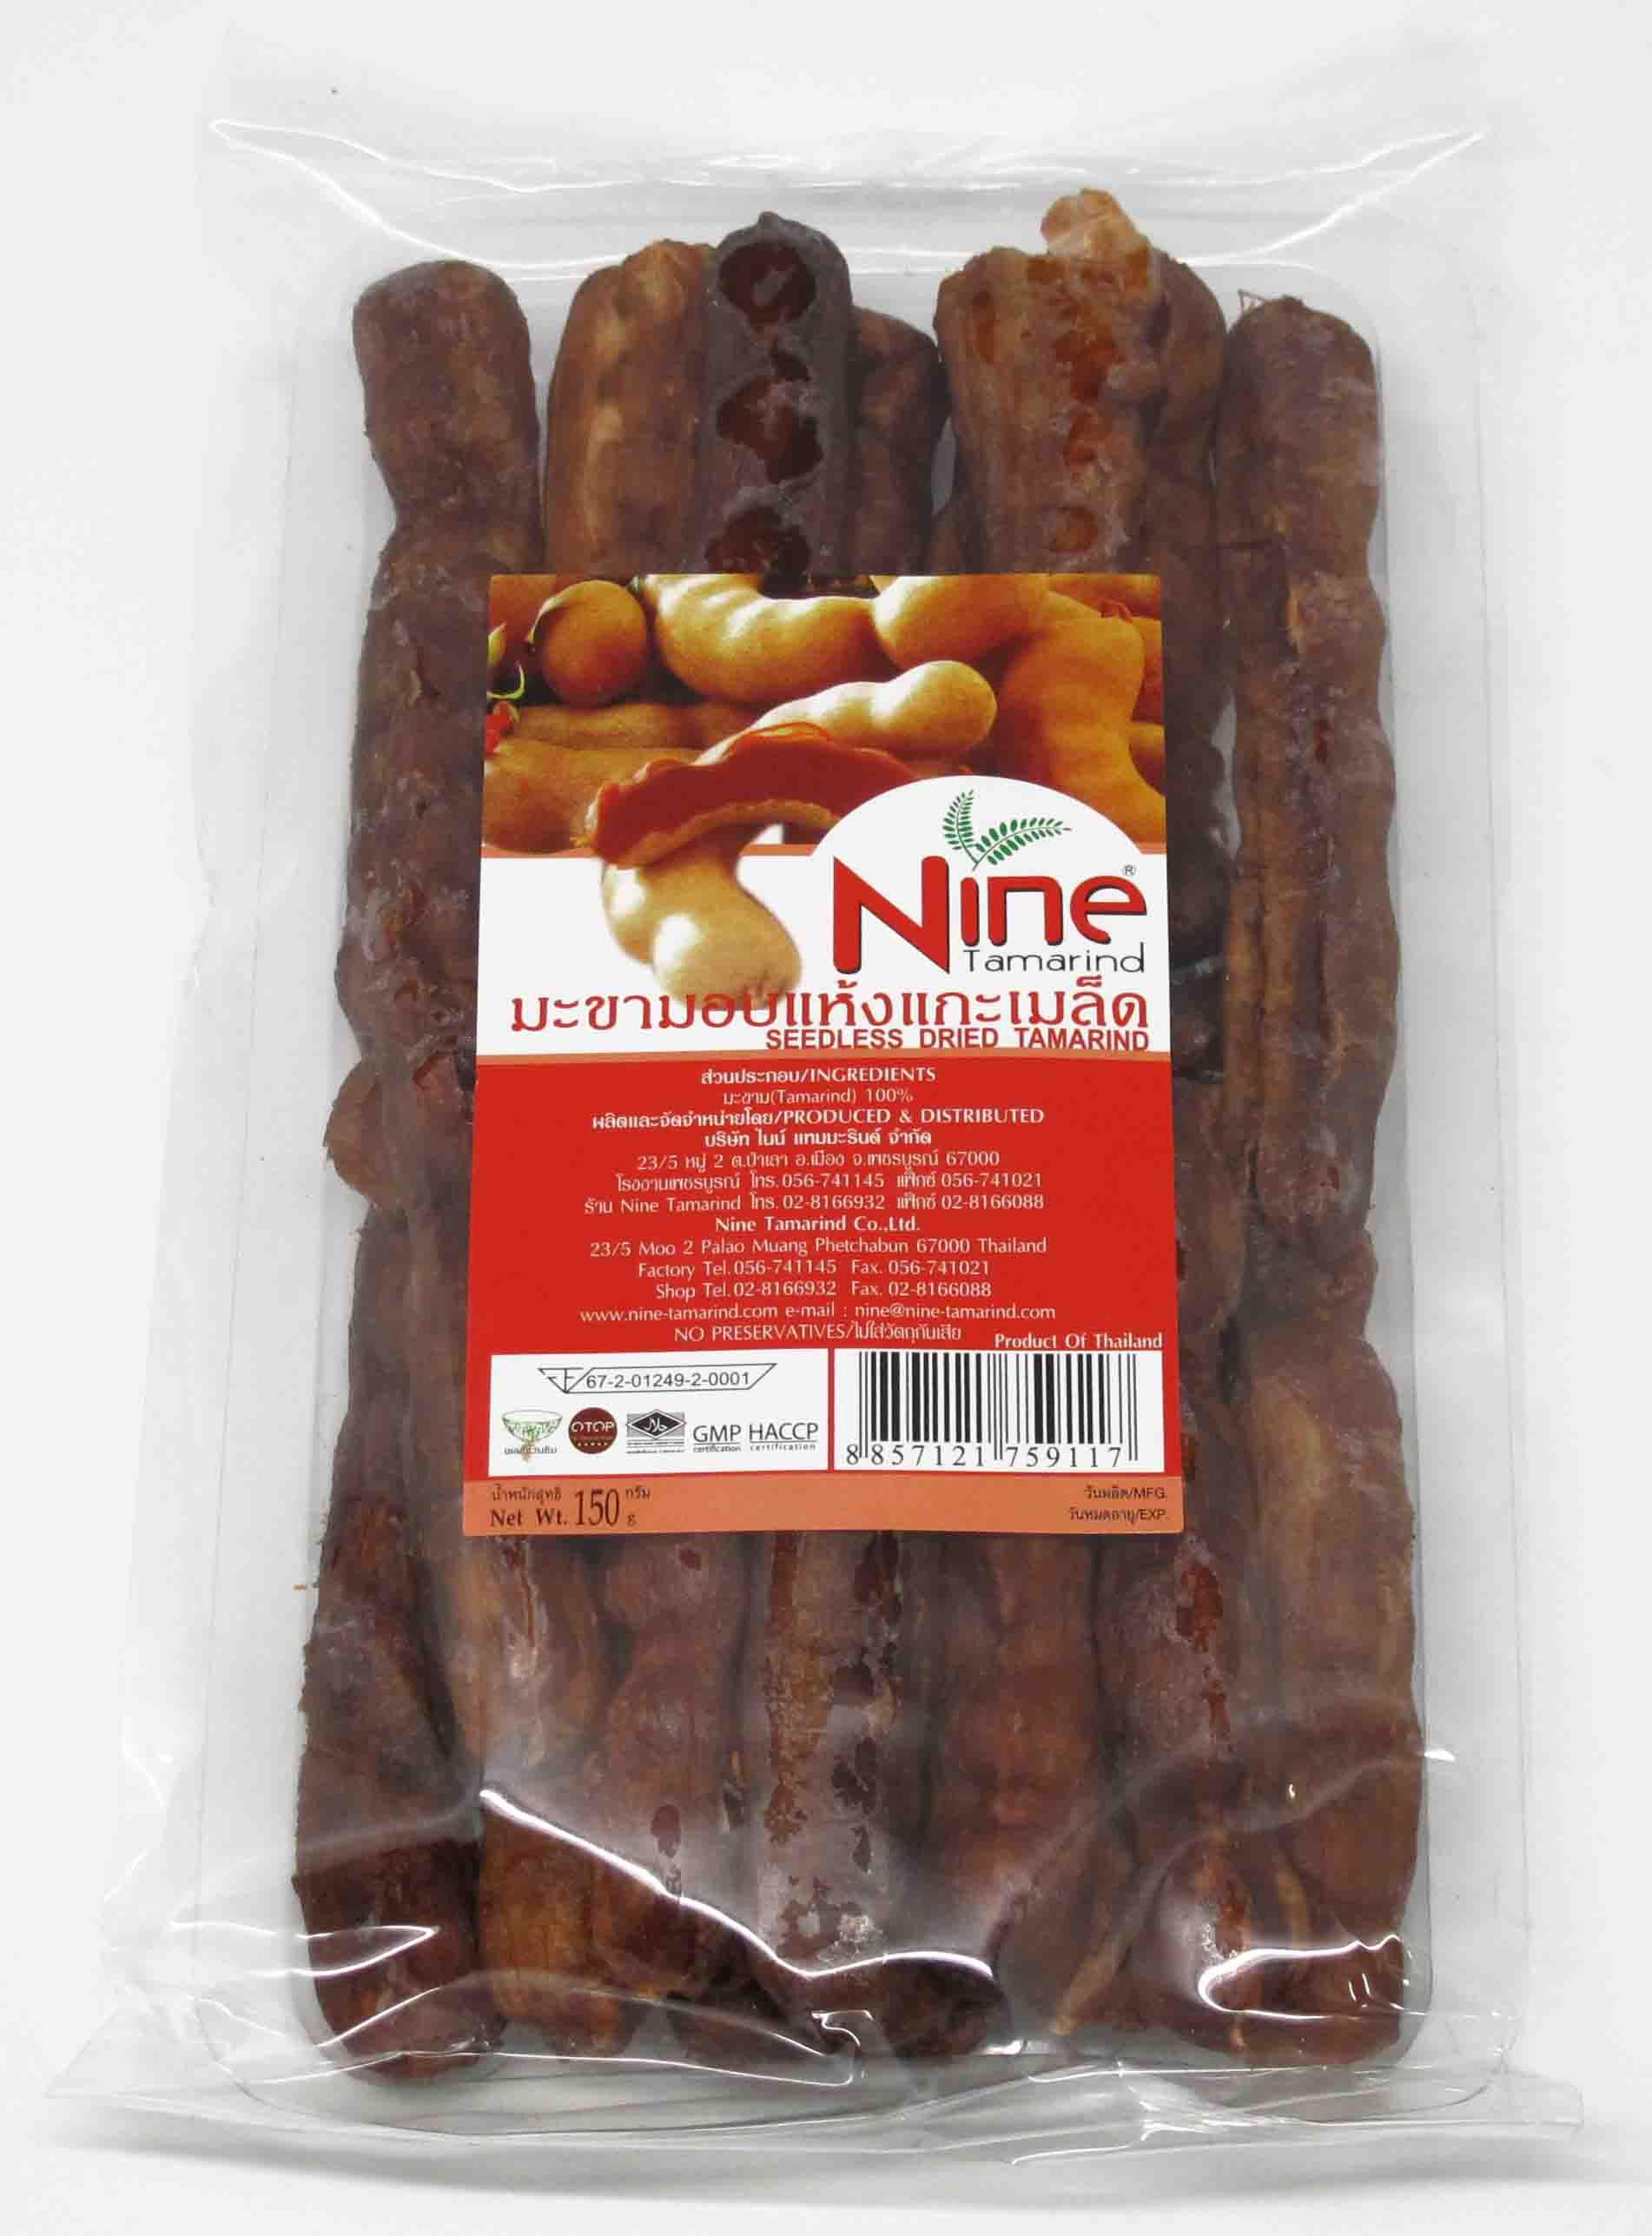 Nine®
Tamarind
มะขามอบแห้งแกะเมล็ด
SEEDLESS DRIED TAMARIND
ส่วนประกอบ/INGREDIENTS
มะขาม(Tamarind) 100%
ผลิตและจัดจำหน่ายโดย/PRODUCED & DISTRIBUTED
บริษัท ไนน์ แทมมะรินด์ จำกัด
23/5 หมู่ 2 ต.ป่าเลา อ.เมือง จ.เพชรบูรณ์ 67000
โรงงานเพชรบูรณ์ โทร. 056-741145 แฟ็กซ์ 056-741021
ร้าน Nine Tamarind โทร. 02-8166932 แฟ็กซ์ 02-8166088
Nine Tamarind Co.,Ltd.
23/5 Moo 2 Palao Muang Phetchabun 67000 Thailand
Factory Tel. 056-741145 Fax. 056-741021
Shop Tel. 02-8166932 Fax. 02-8166088
www.nine-tamarind.com e-mail : nine@nine-tamarind.com
NO PRESERVATIVES/ไม่ใส่วัตถุกันเสีย
Product Of Thailand
67-2-01249-2-0001
เชลล์ชวนชิม
OTOP
GMP HACCP
certification certification
8 857121 759117
น้ำหนักสุทธิ 150 กรัม
Net Wt. g
วันผลิต/MFG.
วันหมดอายุ/EXP.